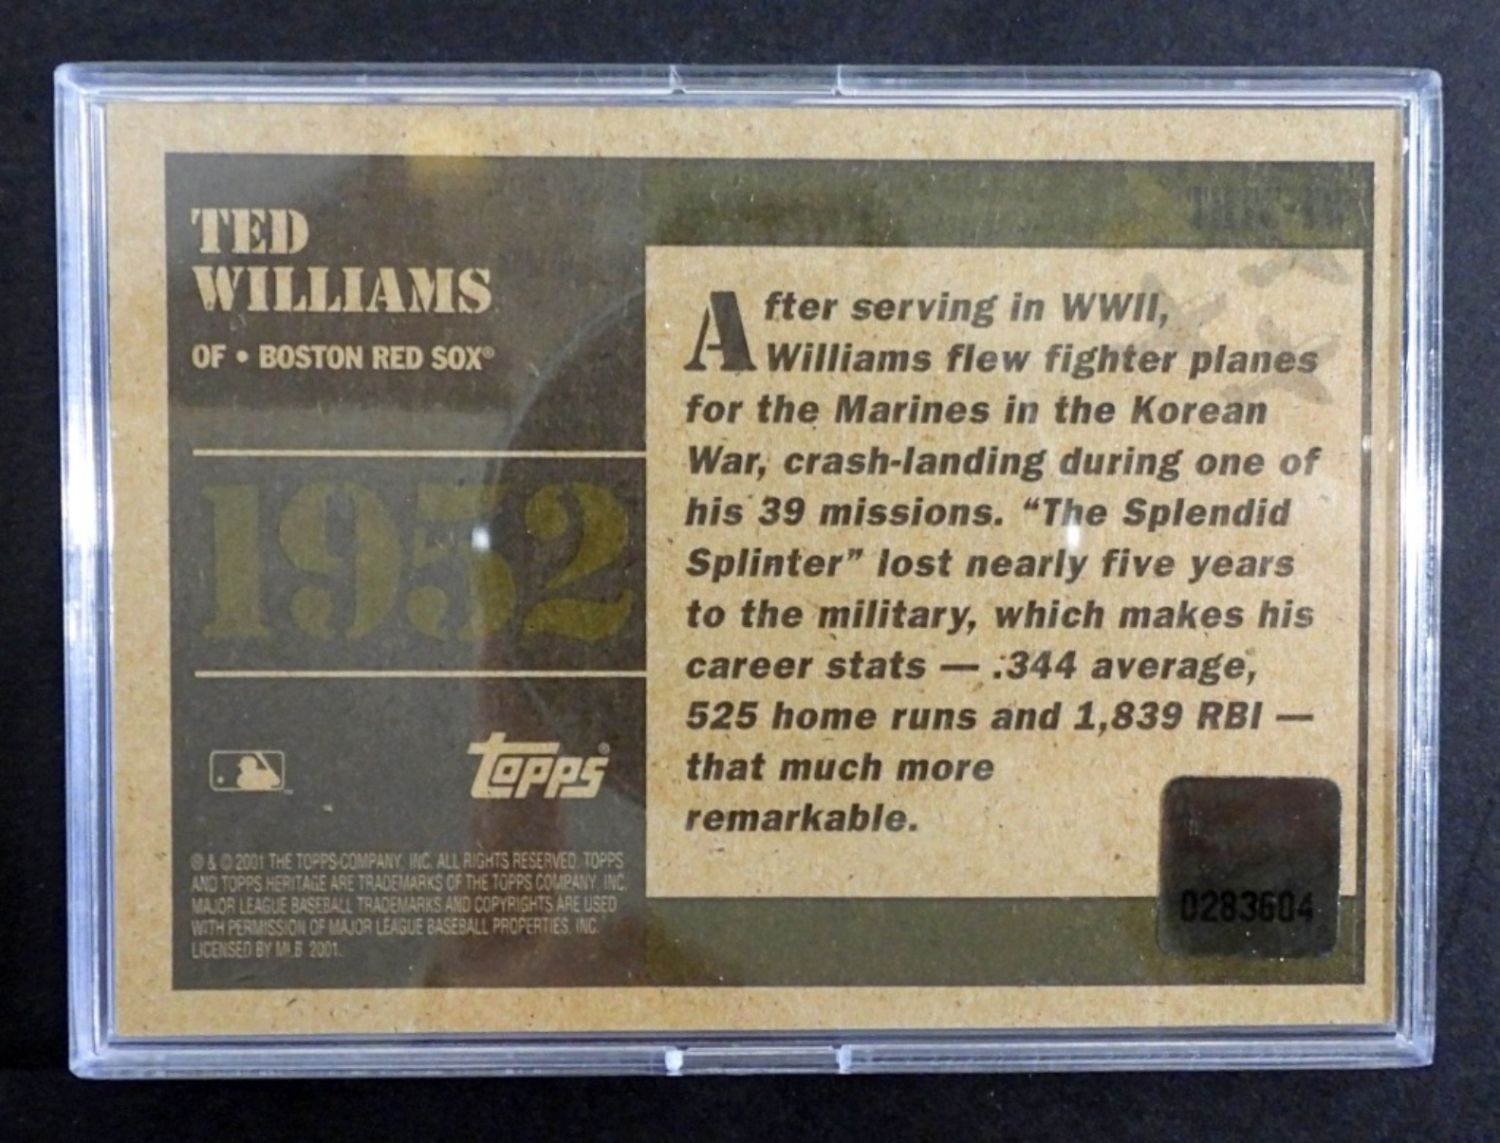 TED
WILLIAMS
OF • BOSTON RED SOX®
1952
topps®
® & © 2001 THE TOPPS COMPANY, INC. ALL RIGHTS RESERVED. TOPPS
AND TOPPS HERITAGE ARE TRADEMARKS OF THE TOPPS COMPANY, INC.
MAJOR LEAGUE BASEBALL TRADEMARKS AND COPYRIGHTS ARE USED
WITH PERMISSION OF MAJOR LEAGUE BASEBALL PROPERTIES, INC.
LICENSED BY MLB 2001.
After serving in WWII,
Williams flew fighter planes
for the Marines in the Korean
War, crash-landing during one of
his 39 missions. “The Splendid
Splinter” lost nearly five years
to the military, which makes his
career stats — .344 average,
525 home runs and 1,839 RBI —
that much more
remarkable.
0283604